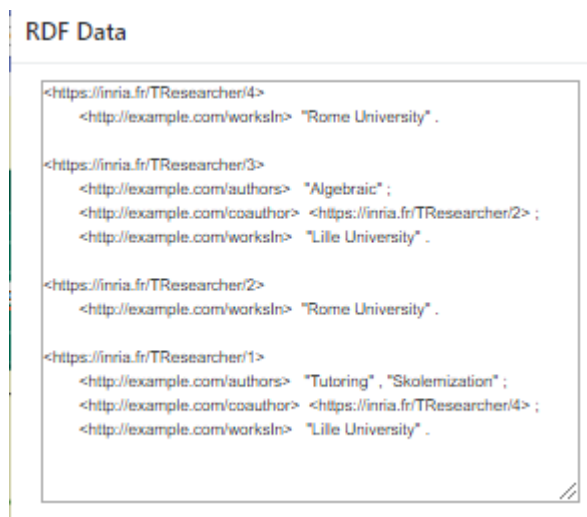 RDF Data
<https://inria.fr/TResearcher/4>
<http://example.com/worksIn> "Rome University" .
<https://inria.fr/TResearcher/3>
<http://example.com/authors> "Algebraic" ;
<http://example.com/coauthor> <https://inria.fr/TResearcher/2> ;
<http://example.com/worksIn> "Lille University" .
<https://inria.fr/TResearcher/2>
<http://example.com/worksIn> "Rome University" .
<https://inria.fr/TResearcher/1>
<http://example.com/authors> "Tutoring" , "Skolemization" ;
<http://example.com/coauthor> <https://inria.fr/TResearcher/4> ;
<http://example.com/worksIn> "Lille University" .